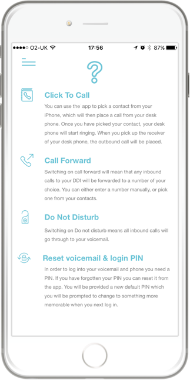 O2-UK
17:56
87%
?
Click To Call
You can use this app to pick a contact from your
iPhone, which will then place a call from your desk
phone. Once you have picked your contact, your desk
phone will start ringing. When you pick up the receiver
of your desk phone, the outbound call will be placed.
Call Forward
Switching on call forward will mean that any inbound
calls to your DDI will be forwarded to a number of your
choice. You can either enter a number manually, or pick
one from your contacts.
Do Not Disturb
Switching on Do not disturb means all inbound calls will
go through to your voicemail.
Reset voicemail & login PIN
In order to log into your voicemail and phone you need a
PIN. If you have forgotten your PIN you can reset it from
the app. You will be provided a new default PIN which
you will be prompted to change to something more
memorable when you next log in.